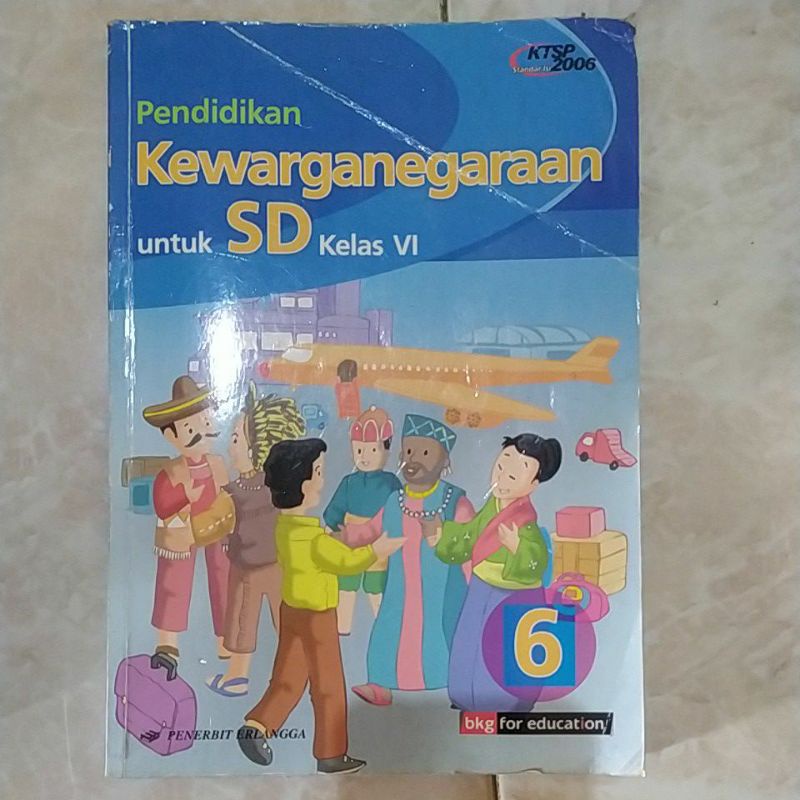 KTSP
Standar Isi 2006
Pendidikan
Kewarganegaraan
untuk SD Kelas VI
6
bkg for education
PENERBIT ERLANGGA